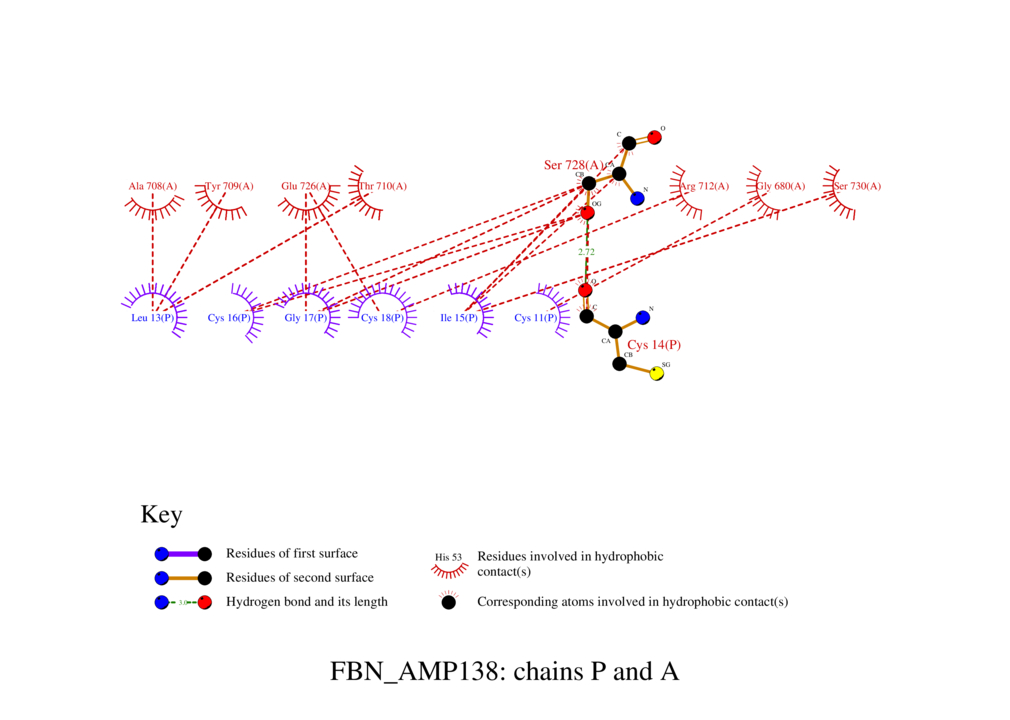 C
O
Ser 728(A)
CA
CB
N
OG
Ala 708(A)
Tyr 709(A)
Glu 726(A)
Thr 710(A)
Arg 712(A)
Gly 680(A)
Ser 730(A)
2.72
O
C
N
Leu 13(P)
Cys 16(P)
Gly 17(P)
Cys 18(P)
Ile 15(P)
Cys 11(P)
CA
Cys 14(P)
CB
SG
Key
Residues of first surface
Residues of second surface
3.0
Hydrogen bond and its length
His 53
Residues involved in hydrophobic
contact(s)
Corresponding atoms involved in hydrophobic contact(s)
FBN_AMP138: chains P and A